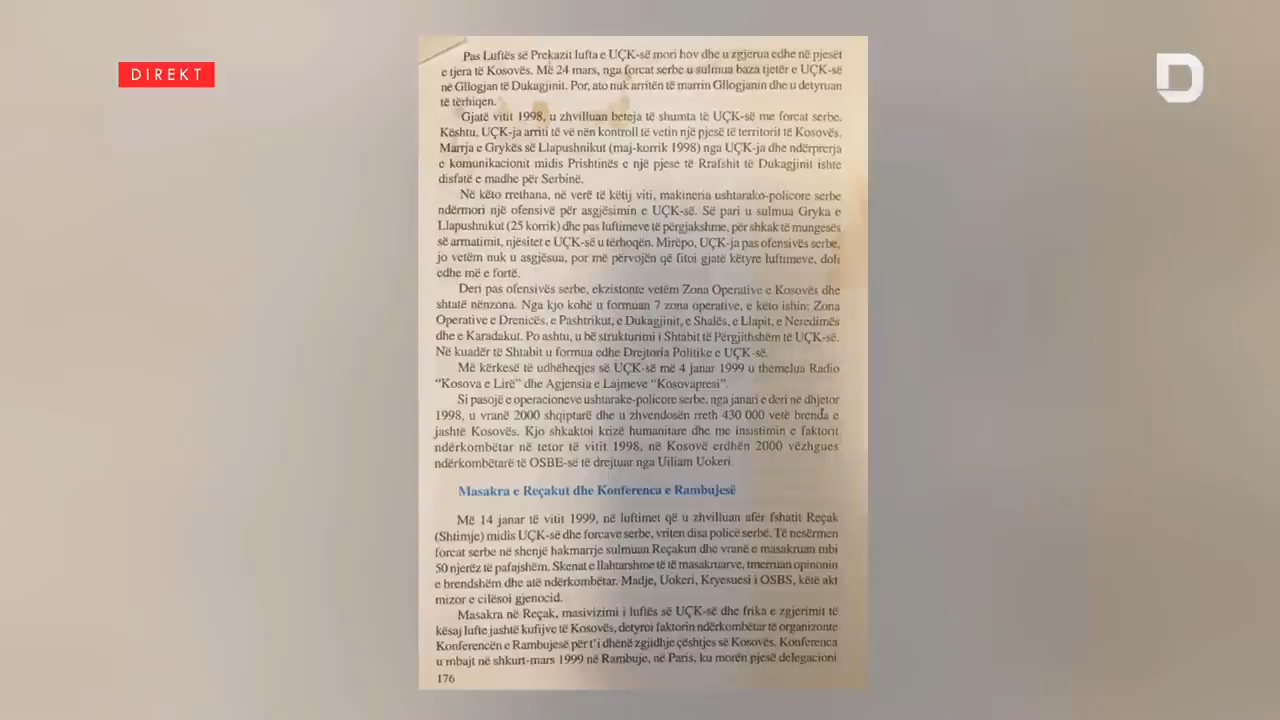 DIREKT
D
Pas Luftës së Prekazit lufta e UÇK-së mori hov dhe u zgjerua edhe në pjesët
e tjera të Kosovës. Më 24 mars, nga forcat serbe u sulmua baza tjetër e UÇK-së
në Gllogjan të Dukagjinit. Por, ato nuk arritën të marrin Gllogjanin dhe u detyruan
të tërhiqen.
Gjatë vitit 1998, u zhvilluan beteja të shumta të UÇK-së me forcat serbe.
Kështu, UÇK-ja arriti të vë nën kontroll të vetin një pjesë të territorit të Kosovës.
Marrja e Grykës së Llapushnikut (maj-korrik 1998) nga UÇK-ja dhe ndërprerja
e komunikacionit midis Prishtinës e një pjese të Rrafshit të Dukagjinit ishte
disfatë e madhe për Serbinë.
Në këto rrethana, në verë të këtij viti, makineria ushtarako-policore serbe
ndërmori një ofensivë për asgjësimin e UÇK-së. Së pari u sulmua Gryka e
Llapushnikut (25 korrik) dhe pas luftimeve të përgjakshme, për shkak të mungesës
së armatimit, njësitet e UÇK-së u tërhoqën. Mirëpo, UÇK-ja pas ofensivës serbe,
jo vetëm nuk u asgjësua, por më përvojën që fitoi gjatë këtyre luftimeve, doli
edhe më e fortë.
Deri pas ofensivës serbe, ekzistonte vetëm Zona Operative e Kosovës dhe
shtatë nënzona. Nga kjo kohë u formuan 7 zona operative, e këto ishin: Zona
Operative e Drenicës, e Pashtrikut, e Dukagjinit, e Shalës, e Llapit, e Neredimës
dhe e Karadakut. Po ashtu, u bë strukturimi i Shtabit të Përgjithshëm të UÇK-së.
Në kuadër të Shtabit u formua edhe Drejtoria Politike e UÇK-së.
Më kërkesë të udhëheqjes së UÇK-së më 4 janar 1999 u themelua Radio
“Kosova e Lirë” dhe Agjensia e Lajmeve “Kosovapresi”.
Si pasojë e operacioneve ushtarake-policore serbe, nga janari e deri në dhjetor
1998, u vranë 2000 shqiptarë dhe u zhvendosën rreth 430 000 vetë brenda e
jashtë Kosovës. Kjo shkaktoi krizë humanitare dhe me insistimin e faktorit
ndërkombëtar në tetor të vitit 1998, në Kosovë erdhën 2000 vëzhgues
ndërkombëtarë të OSBE-së të drejtuar nga Uiliam Uokeri.
Masakra e Reçakut dhe Konferenca e Rambujesë
Më 14 janar të vitit 1999, në luftimet që u zhvilluan afër fshatit Reçak
(Shtimje) midis UÇK-së dhe forcave serbe, vriten disa policë serbë. Të nesërmen
forcat serbe në shenjë hakmarrje sulmuan Reçakun dhe vranë e masakruan mbi
50 njerëz të pafajshëm. Skenat e llahtarshme të të masakruarve, tmerruan opinonin
e brendshëm dhe atë ndërkombëtar. Madje, Uokeri, Kryesuesi i OSBS, këtë akt
mizor e cilësoi gjenocid.
Masakra në Reçak, masivizimi i luftës së UÇK-së dhe frika e zgjerimit të
kësaj lufte jashtë kufijve të Kosovës, detyroi faktorin ndërkombëtar të organizonte
Konferencën e Rambujesë për t’i dhënë zgjidhje çështjes së Kosovës. Konferenca
u mbajt në shkurt-mars 1999 në Rambuje, në Paris, ku morën pjesë delegacioni
176